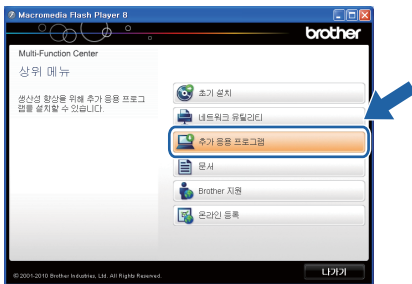 Macromedia Flash Player 8
brother
Multi-Function Center
상위 메뉴
생산성 향상을 위해 추가 응용 프로그
램을 설치할 수 있습니다.
초기 설치
네트워크 유틸리티
추가 응용 프로그램
문서
Brother 지원
온라인 등록
© 2001-2010 Brother Industries, Ltd. All Rights Reserved.
나가기